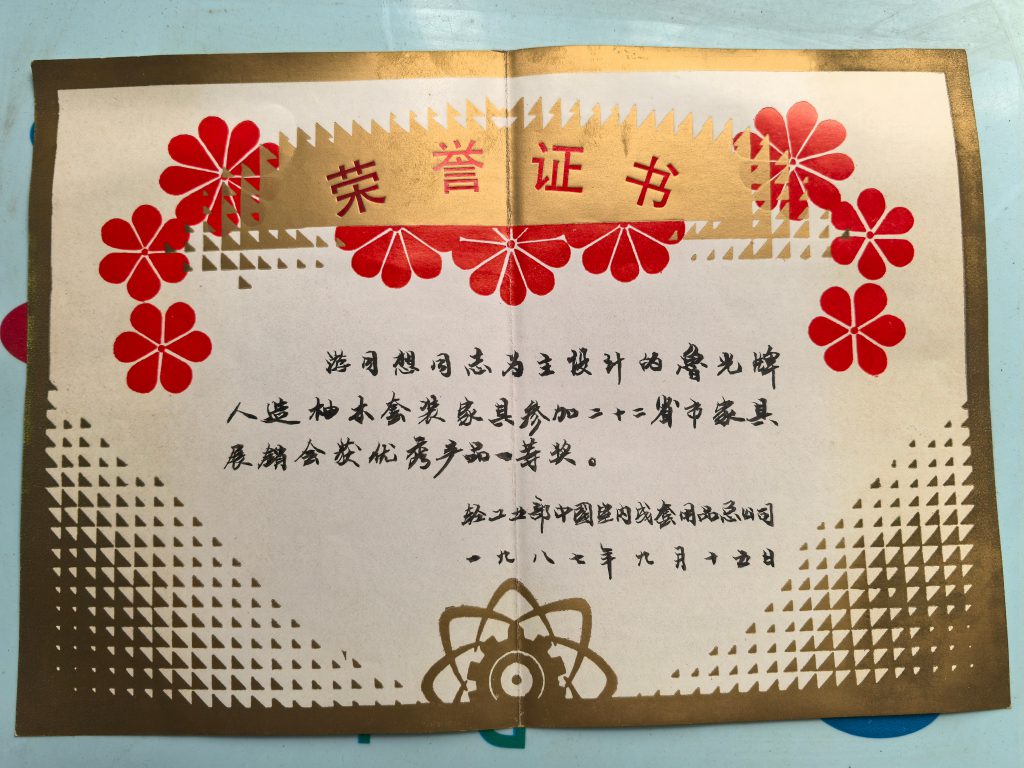 荣誉证书
游同想同志为主设计的鲁光牌
人造柚木套装家具参加二十二省市家具
展销会获优秀产品一等奖。
轻工业部中国室内成套用品总公司
一九八七年九月十五日